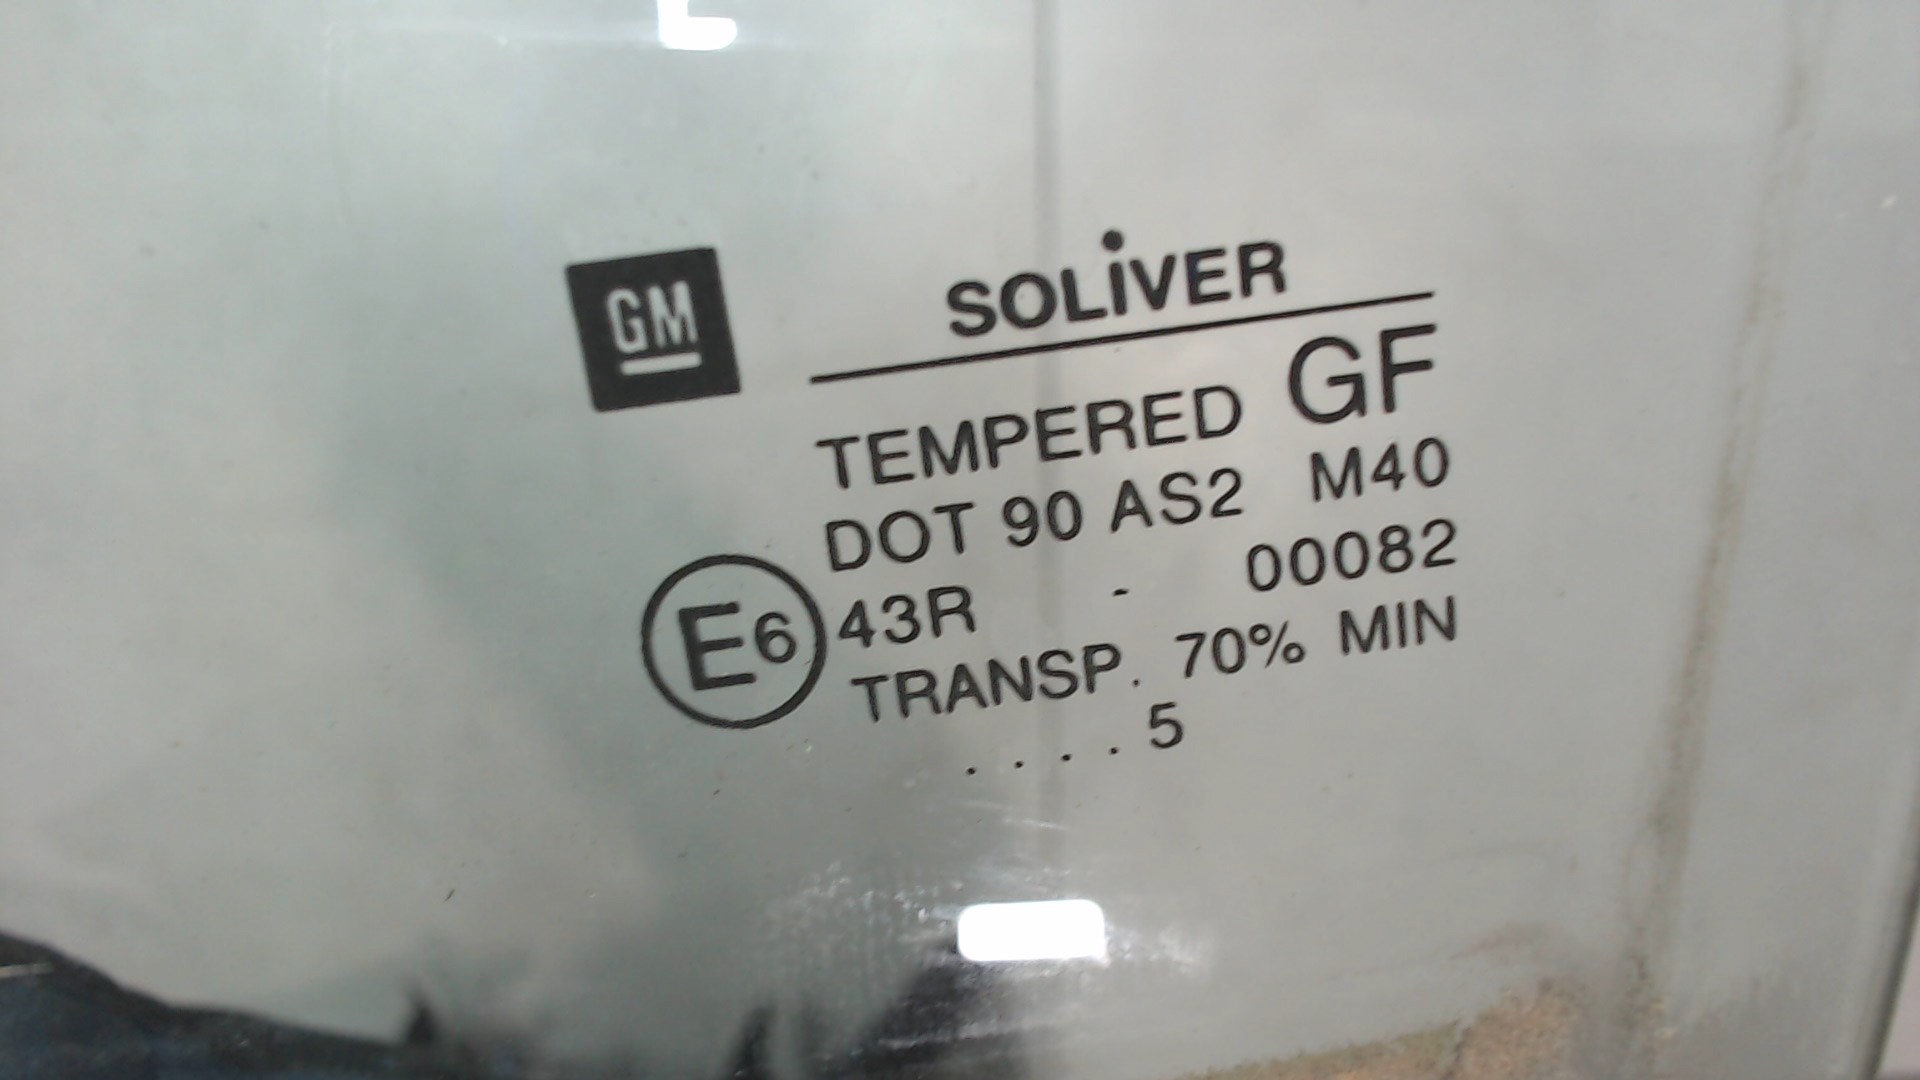 GM
SOLiVER
TEMPERED GF
DOT 90 AS2 M40
E6 43R - 00082
TRANSP. 70% MIN
. . . . 5